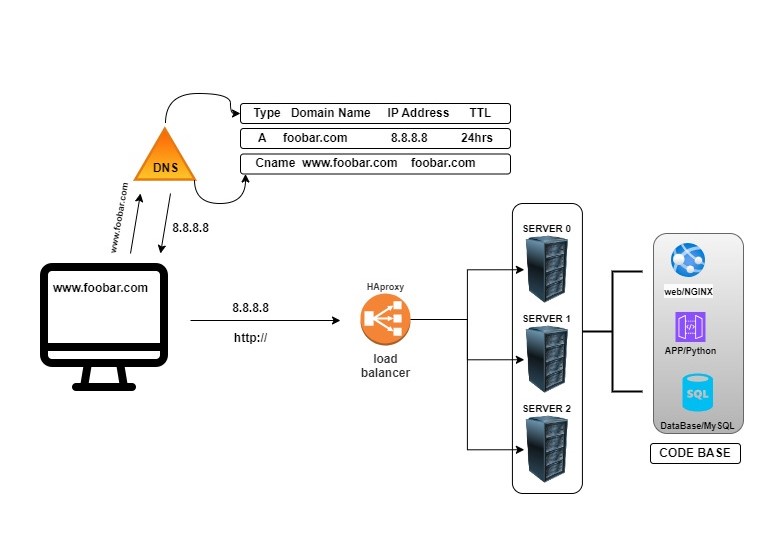 Type Domain Name IP Address TTL
A foobar.com 8.8.8.8 24hrs
Cname www.foobar.com foobar.com
DNS
www.foobar.com
8.8.8.8
www.foobar.com
8.8.8.8
http://
HAproxy
load
balancer
SERVER 0
SERVER 1
SERVER 2
web/NGINX
APP/Python
SQL
DataBase/MySQL
CODE BASE